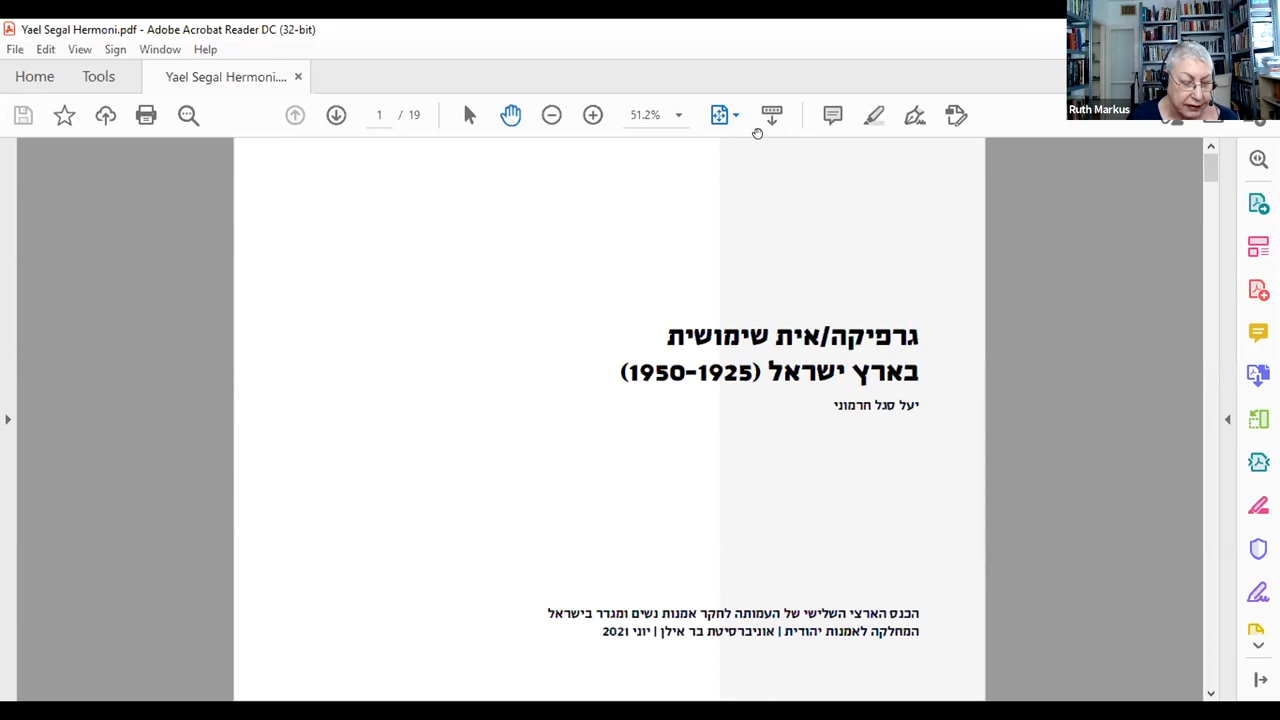 Yael Segal Hermoni.pdf - Adobe Acrobat Reader DC (32-bit)
File Edit View Sign Window Help
Home Tools Yael Segal Hermoni....
1 / 19 51.2%
Ruth Markus
גרפיקה/אית שימושית
בארץ ישראל (1950-1925)
יעל סגל חרמוני
הכנס הארצי השלישי של העמותה לחקר אמנות נשים ומגדר בישראל
המחלקה לאמנות יהודית | אוניברסיטת בר אילן | יוני 2021